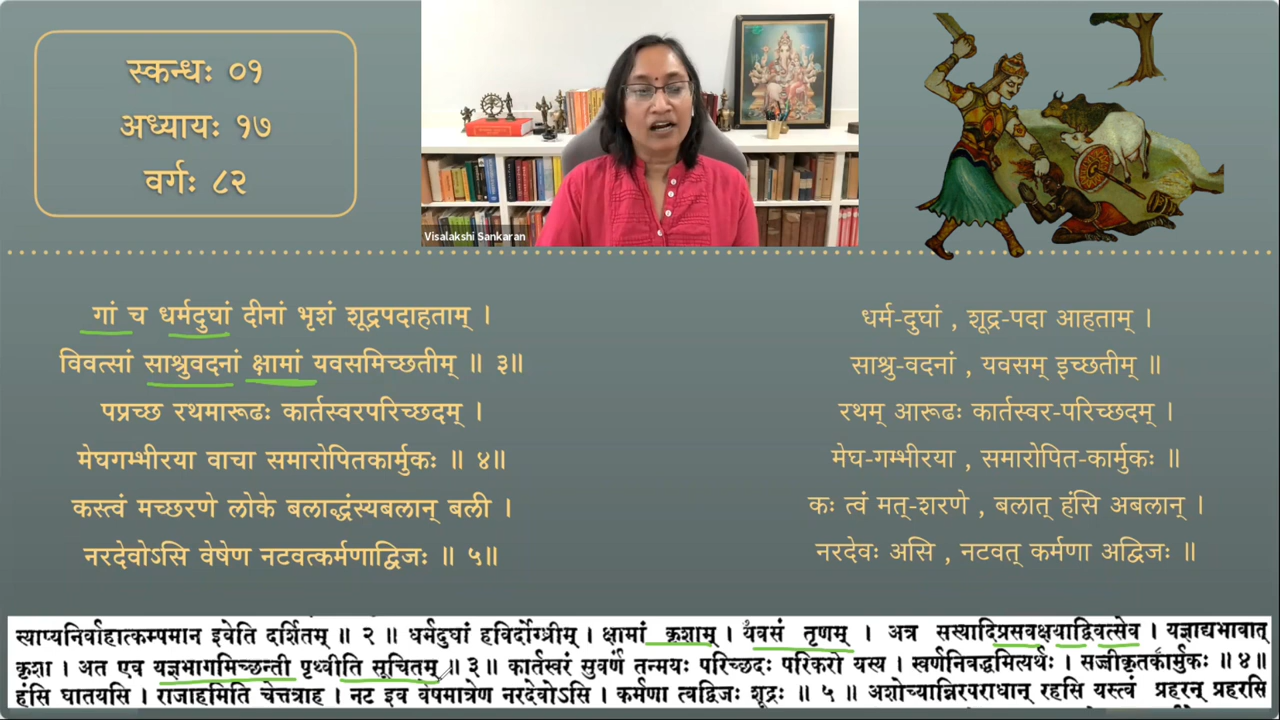 स्कन्धः ०१
अध्यायः १७
वर्गः ८२
Visalakshi Sankaran
गां च धर्मदुघां दीनां भृशं शूद्रपदाहताम् ।
विवत्सां साश्रुवदनां क्षामां यवसमिच्छतीम् ॥ ३॥
पप्रच्छ रथमारूढः कार्तस्वरपरिच्छदम् ।
मेघगम्भीरया वाचा समारोपितकार्मुकः ॥ ४॥
कस्त्वं मच्छरणे लोके बलाद्धंस्यबलान् बली ।
नरदेवोऽसि वेषेण नटवत्कर्मणाद्विजः ॥ ५॥
धर्म-दुघां , शूद्र-पदा आहताम् ।
साश्रु-वदनां , यवसम् इच्छतीम् ॥
रथम् आरूढः कार्तस्वर-परिच्छदम् ।
मेघ-गम्भीरया , समारोपित-कार्मुकः ॥
कः त्वं मत्-शरणे , बलात् हंसि अबलान् ।
नरदेवः असि , नटवत् कर्मणा अद्विजः ॥
स्याप्यनिर्वाहात्कम्पमान इवेति दर्शितम् ॥ २ ॥ धर्मदुघां हविर्दोग्ध्रीम् । क्षामां कृशाम् । यवसं तृणम् । अत्र सस्यादिप्रसवक्षयाद्विवत्सेव । यज्ञाद्यभावात्
कृशा । अत एव यज्ञभागमिच्छन्ती पृथ्वीति सूचितम् ॥ ३ ॥ कार्तस्वरं सुवर्णं तन्मयः परिच्छदः परिकरो यस्य । स्वर्णनिबद्धमित्यर्थः । सज्जीकृतकार्मुकः ॥ ४ ॥
हंसि घातयसि । राजाहमिति चेत्तत्राह । नट इव वेषमात्रेण नरदेवोऽसि । कर्मणा त्वद्विजः शूद्रः ॥ ५ ॥ अशोच्यान्निरपराधान् रहसि यस्त्वं प्रहरन् प्रहरसि